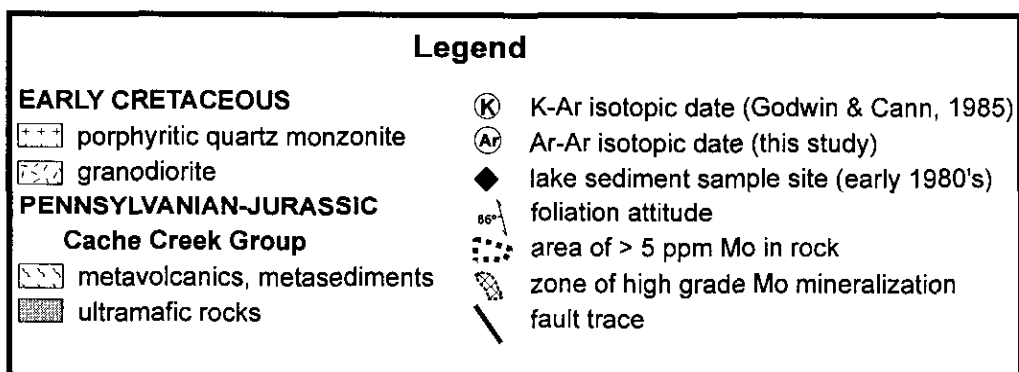 Legend
EARLY CRETACEOUS
porphyritic quartz monzonite
granodiorite
PENNSYLVANIAN-JURASSIC
Cache Creek Group
metavolcanics, metasediments
ultramafic rocks
K K-Ar isotopic date (Godwin & Cann, 1985)
Ar Ar-Ar isotopic date (this study)
lake sediment sample site (early 1980's)
66° foliation attitude
area of > 5 ppm Mo in rock
zone of high grade Mo mineralization
fault trace